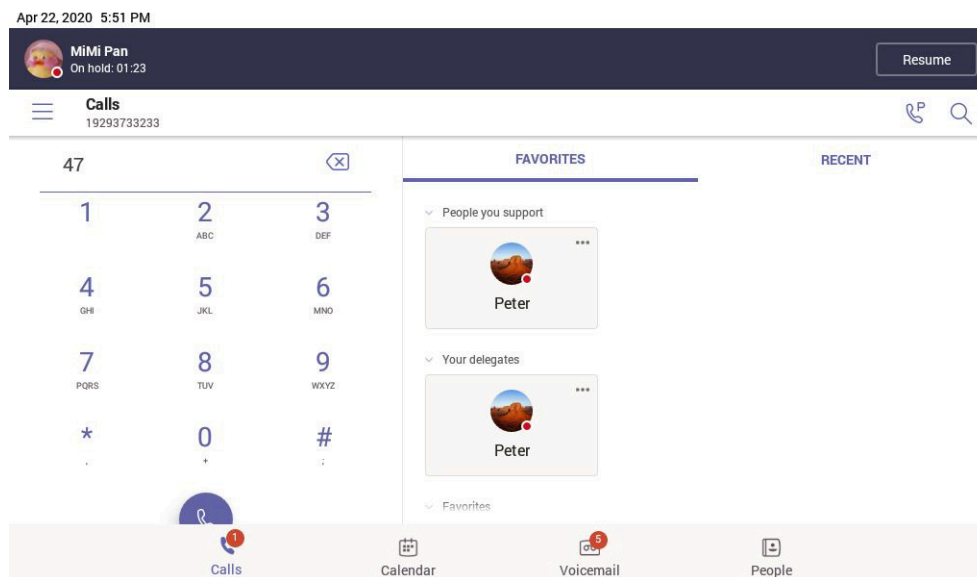 Apr 22, 2020 5:51 PM
MiMi Pan
On hold: 01:23
Resume
Calls
19293733233
P
47
FAVORITES
RECENT
1
2
3
ABC
DEF
4
5
6
GHI
JKL
MNO
7
8
9
PQRS
TUV
WXYZ
*
0
#
,
+
;
People you support
Peter
Your delegates
Peter
Favorites
1
5
Calls
Calendar
Voicemail
People